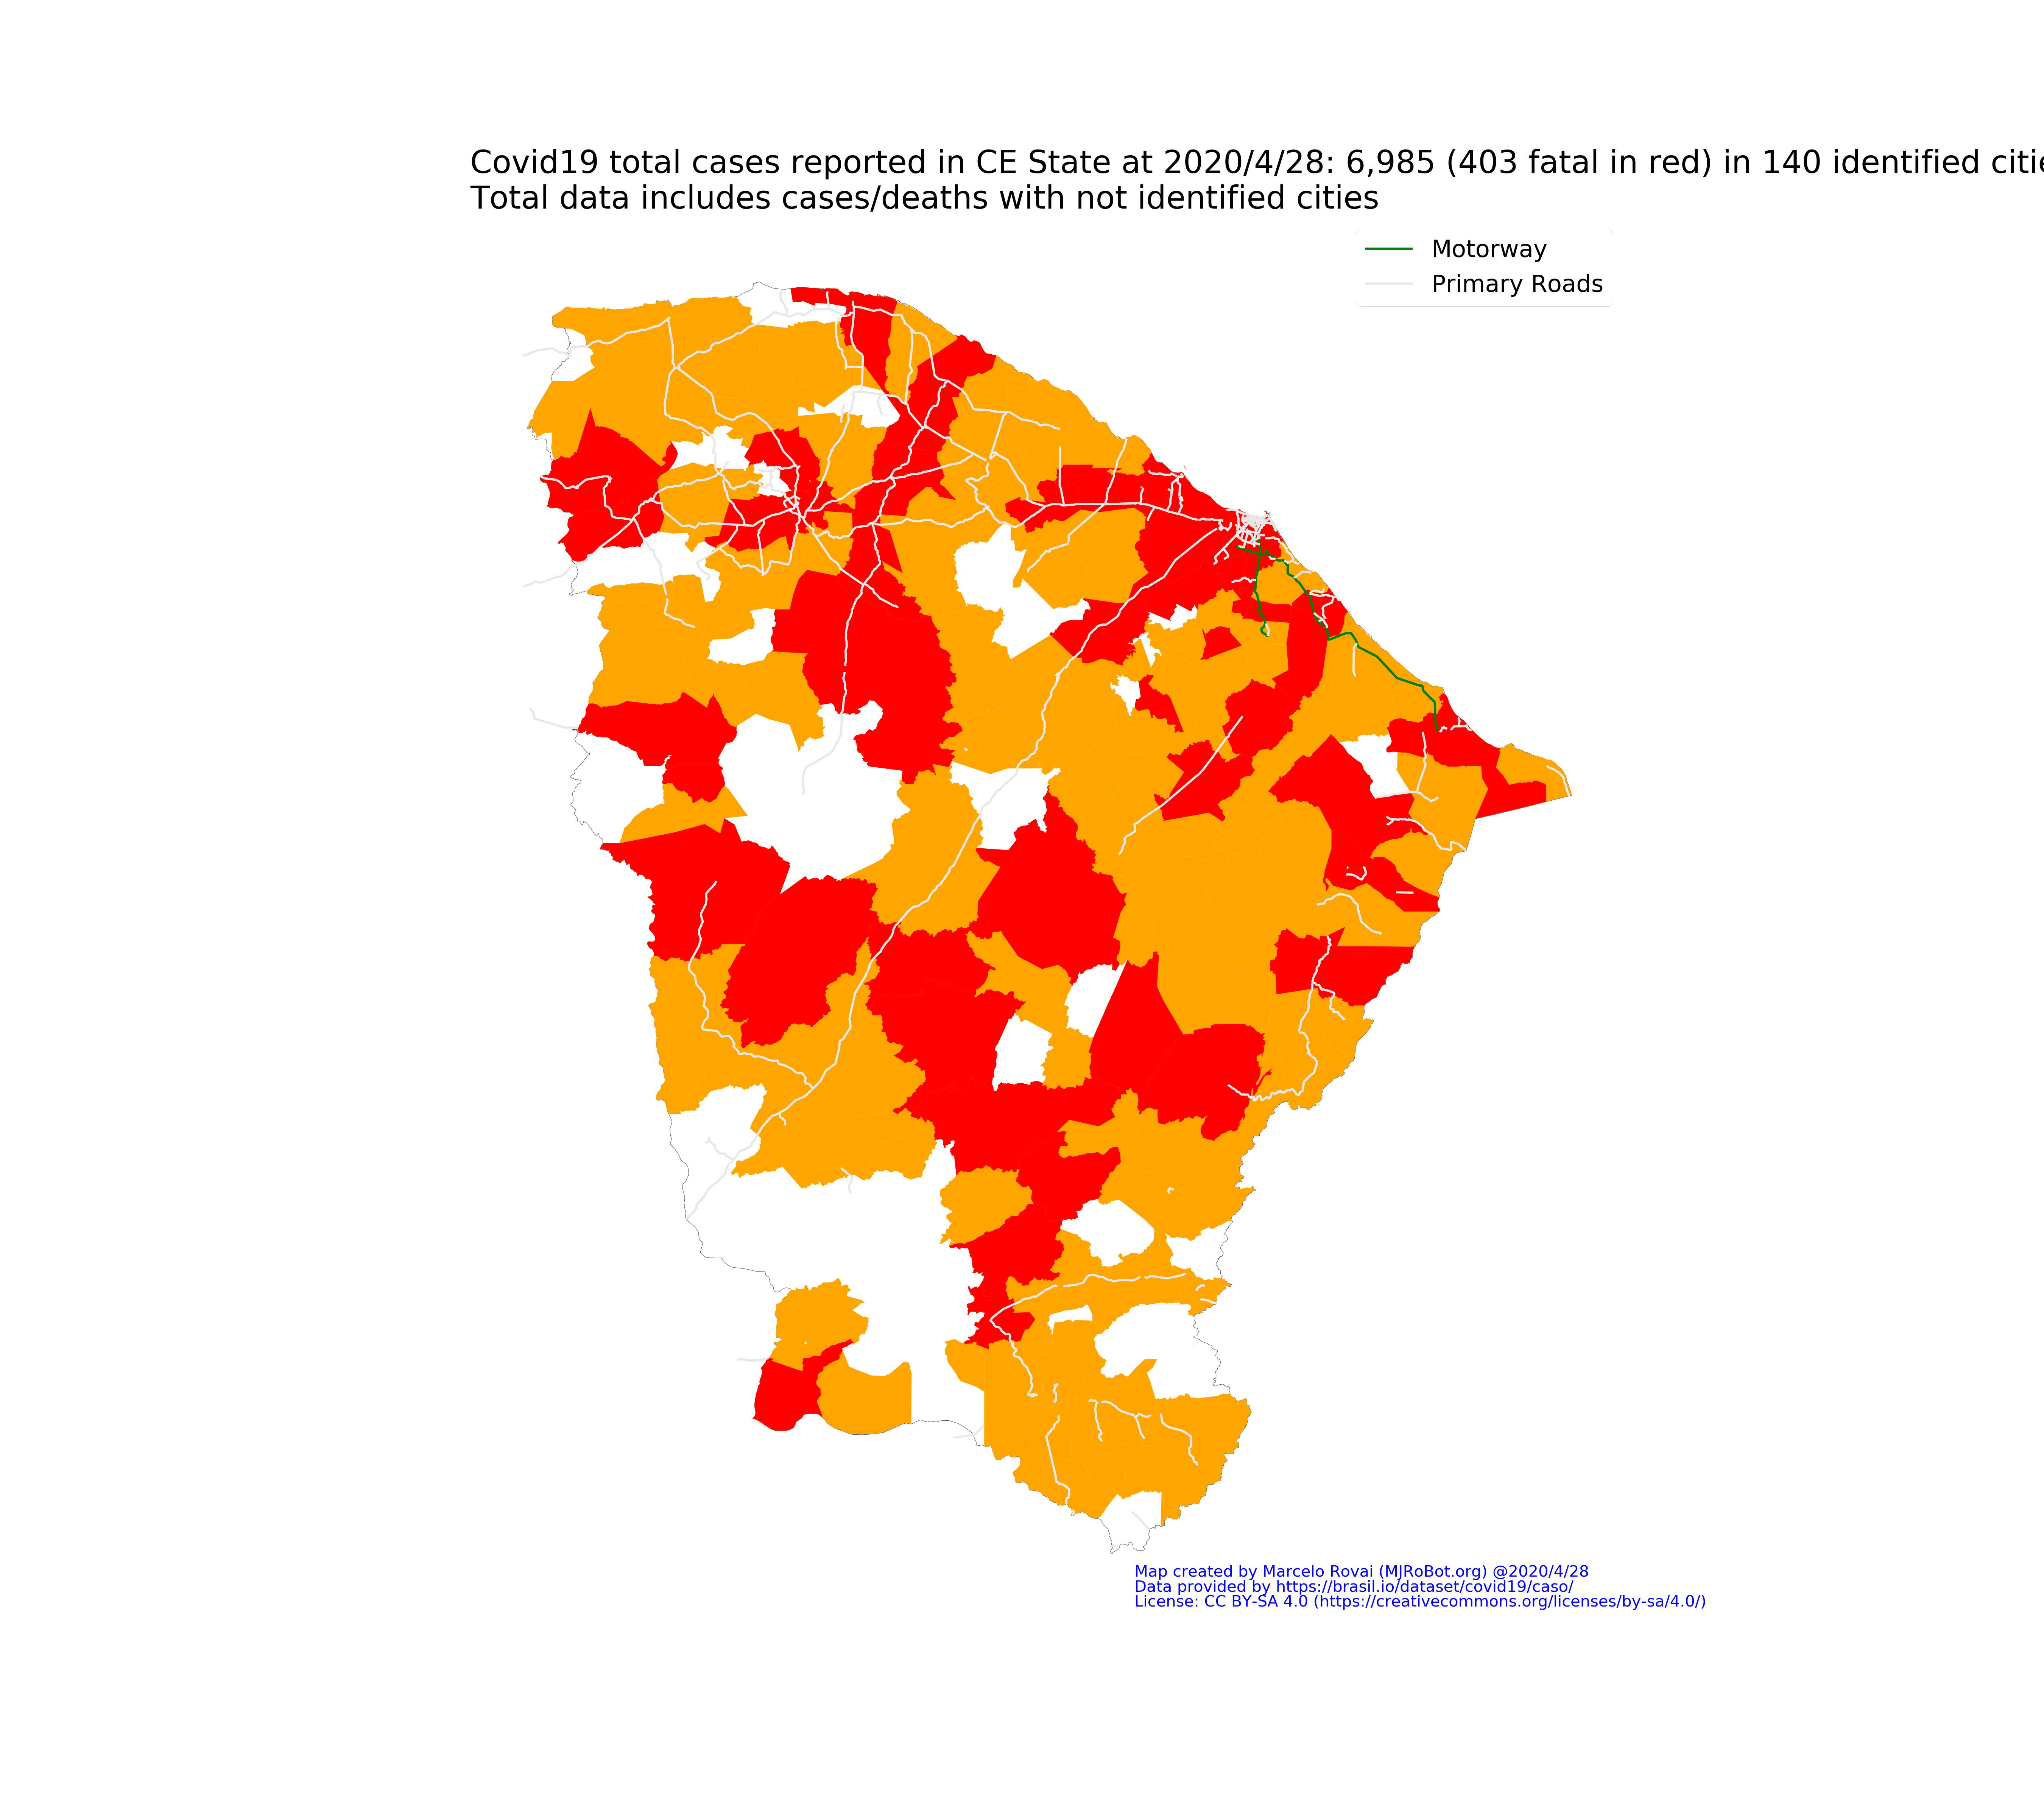 Covid19 total cases reported in CE State at 2020/4/28: 6,985 (403 fatal in red) in 140 identified citie
Total data includes cases/deaths with not identified cities
Motorway
Primary Roads
Map created by Marcelo Rovai (MJRoBot.org) @2020/4/28
Data provided by https://brasil.io/dataset/covid19/caso/
License: CC BY-SA 4.0 (https://creativecommons.org/licenses/by-sa/4.0/)